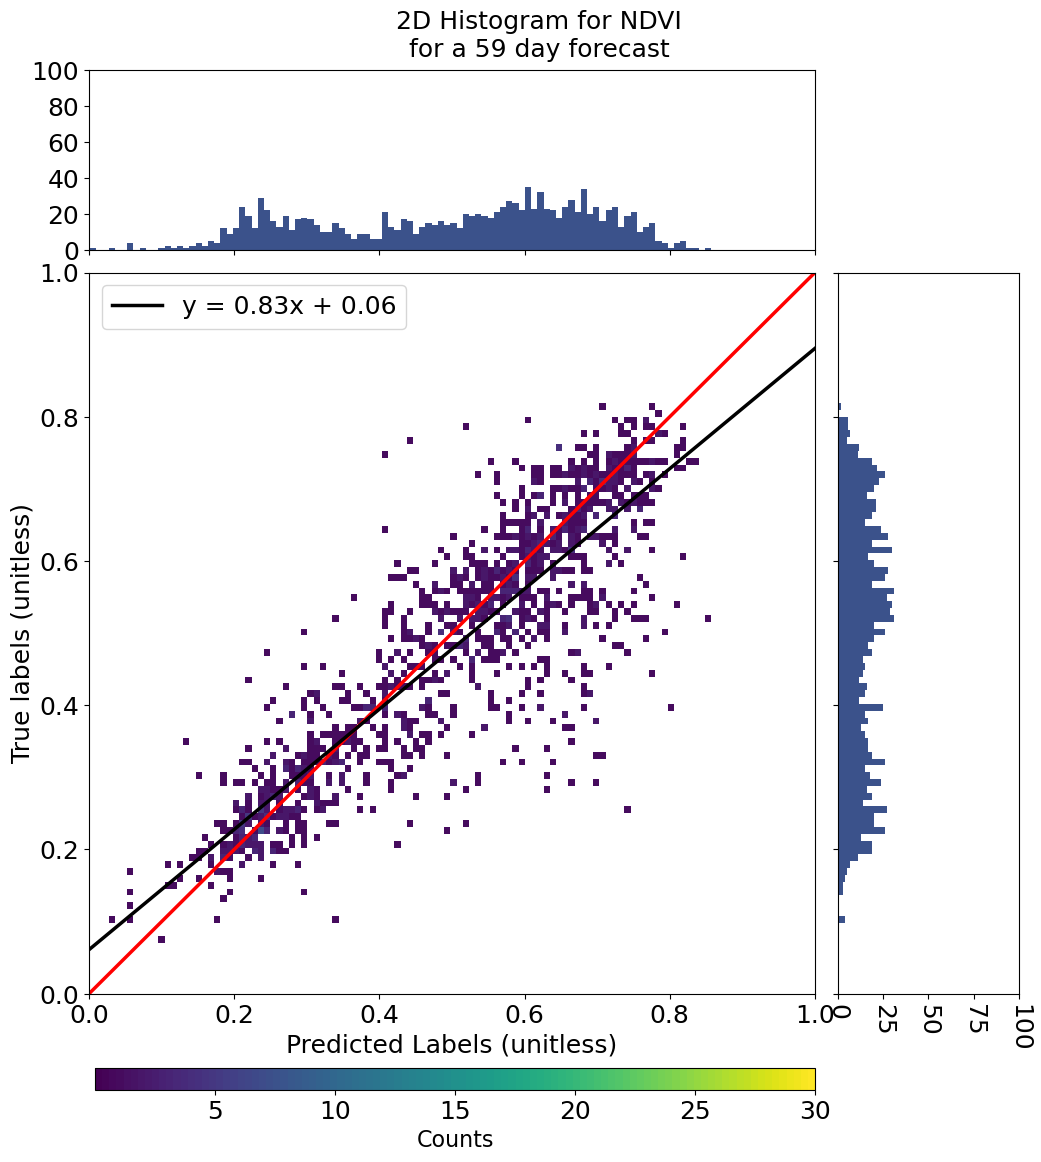 2D Histogram for NDVI
for a 59 day forecast
100
80
60
40
20
0
1.0
0.8
0.6
0.4
0.2
0.0
True labels (unitless)
y = 0.83x + 0.06
0.0 0.2 0.4 0.6 0.8 1.0
Predicted Labels (unitless)
0 25 50 75 100
5 10 15 20 25 30
Counts